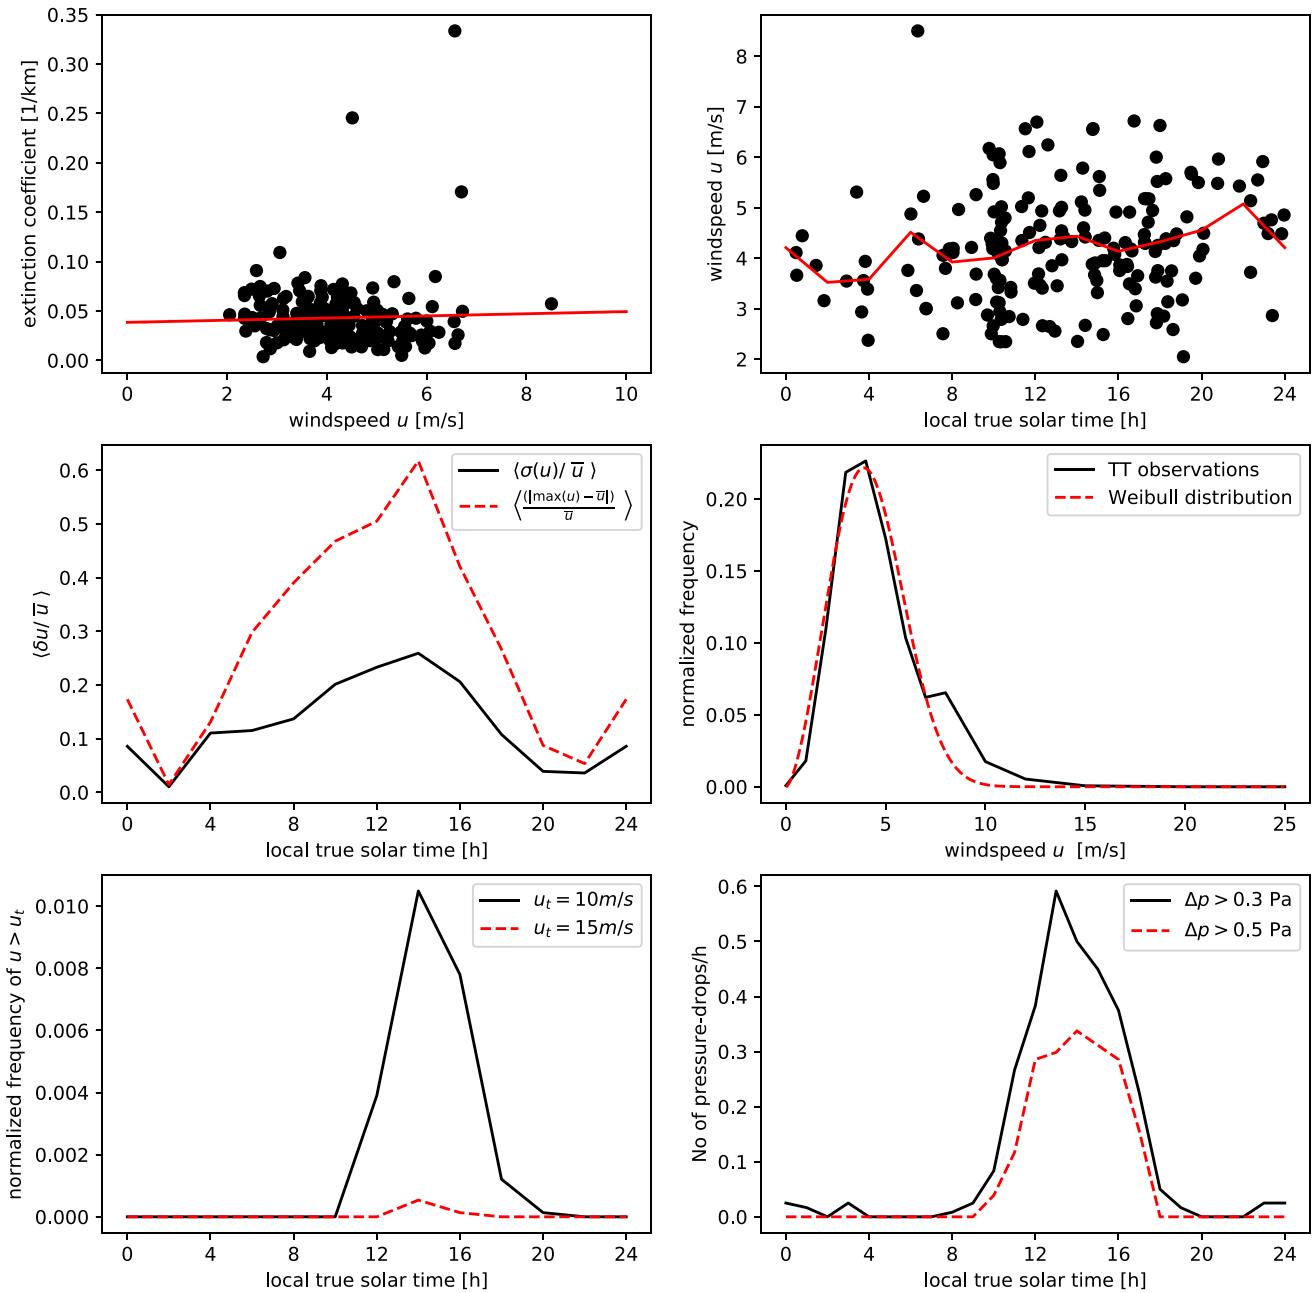 0.35
0.30
0.25
0.20
0.15
0.10
0.05
0.00
extinction coefficient [1/km]
0 2 4 6 8 10
windspeed u [m/s]
8
7
6
5
4
3
2
windspeed u [m/s]
0 4 8 12 16 20 24
local true solar time [h]
0.6
0.5
0.4
0.3
0.2
0.1
0.0
⟨δu/ u̅ ⟩
⟨σ(u)/ u̅ ⟩
⟨(|max(u) − u̅|)/u̅ ⟩
0 4 8 12 16 20 24
local true solar time [h]
0.20
0.15
0.10
0.05
0.00
normalized frequency
TT observations
Weibull distribution
0 5 10 15 20 25
windspeed u [m/s]
0.010
0.008
0.006
0.004
0.002
0.000
normalized frequency of u > u_t
u_t = 10m/s
u_t = 15m/s
0 4 8 12 16 20 24
local true solar time [h]
0.6
0.5
0.4
0.3
0.2
0.1
0.0
No of pressure-drops/h
Δp > 0.3 Pa
Δp > 0.5 Pa
0 4 8 12 16 20 24
local true solar time [h]